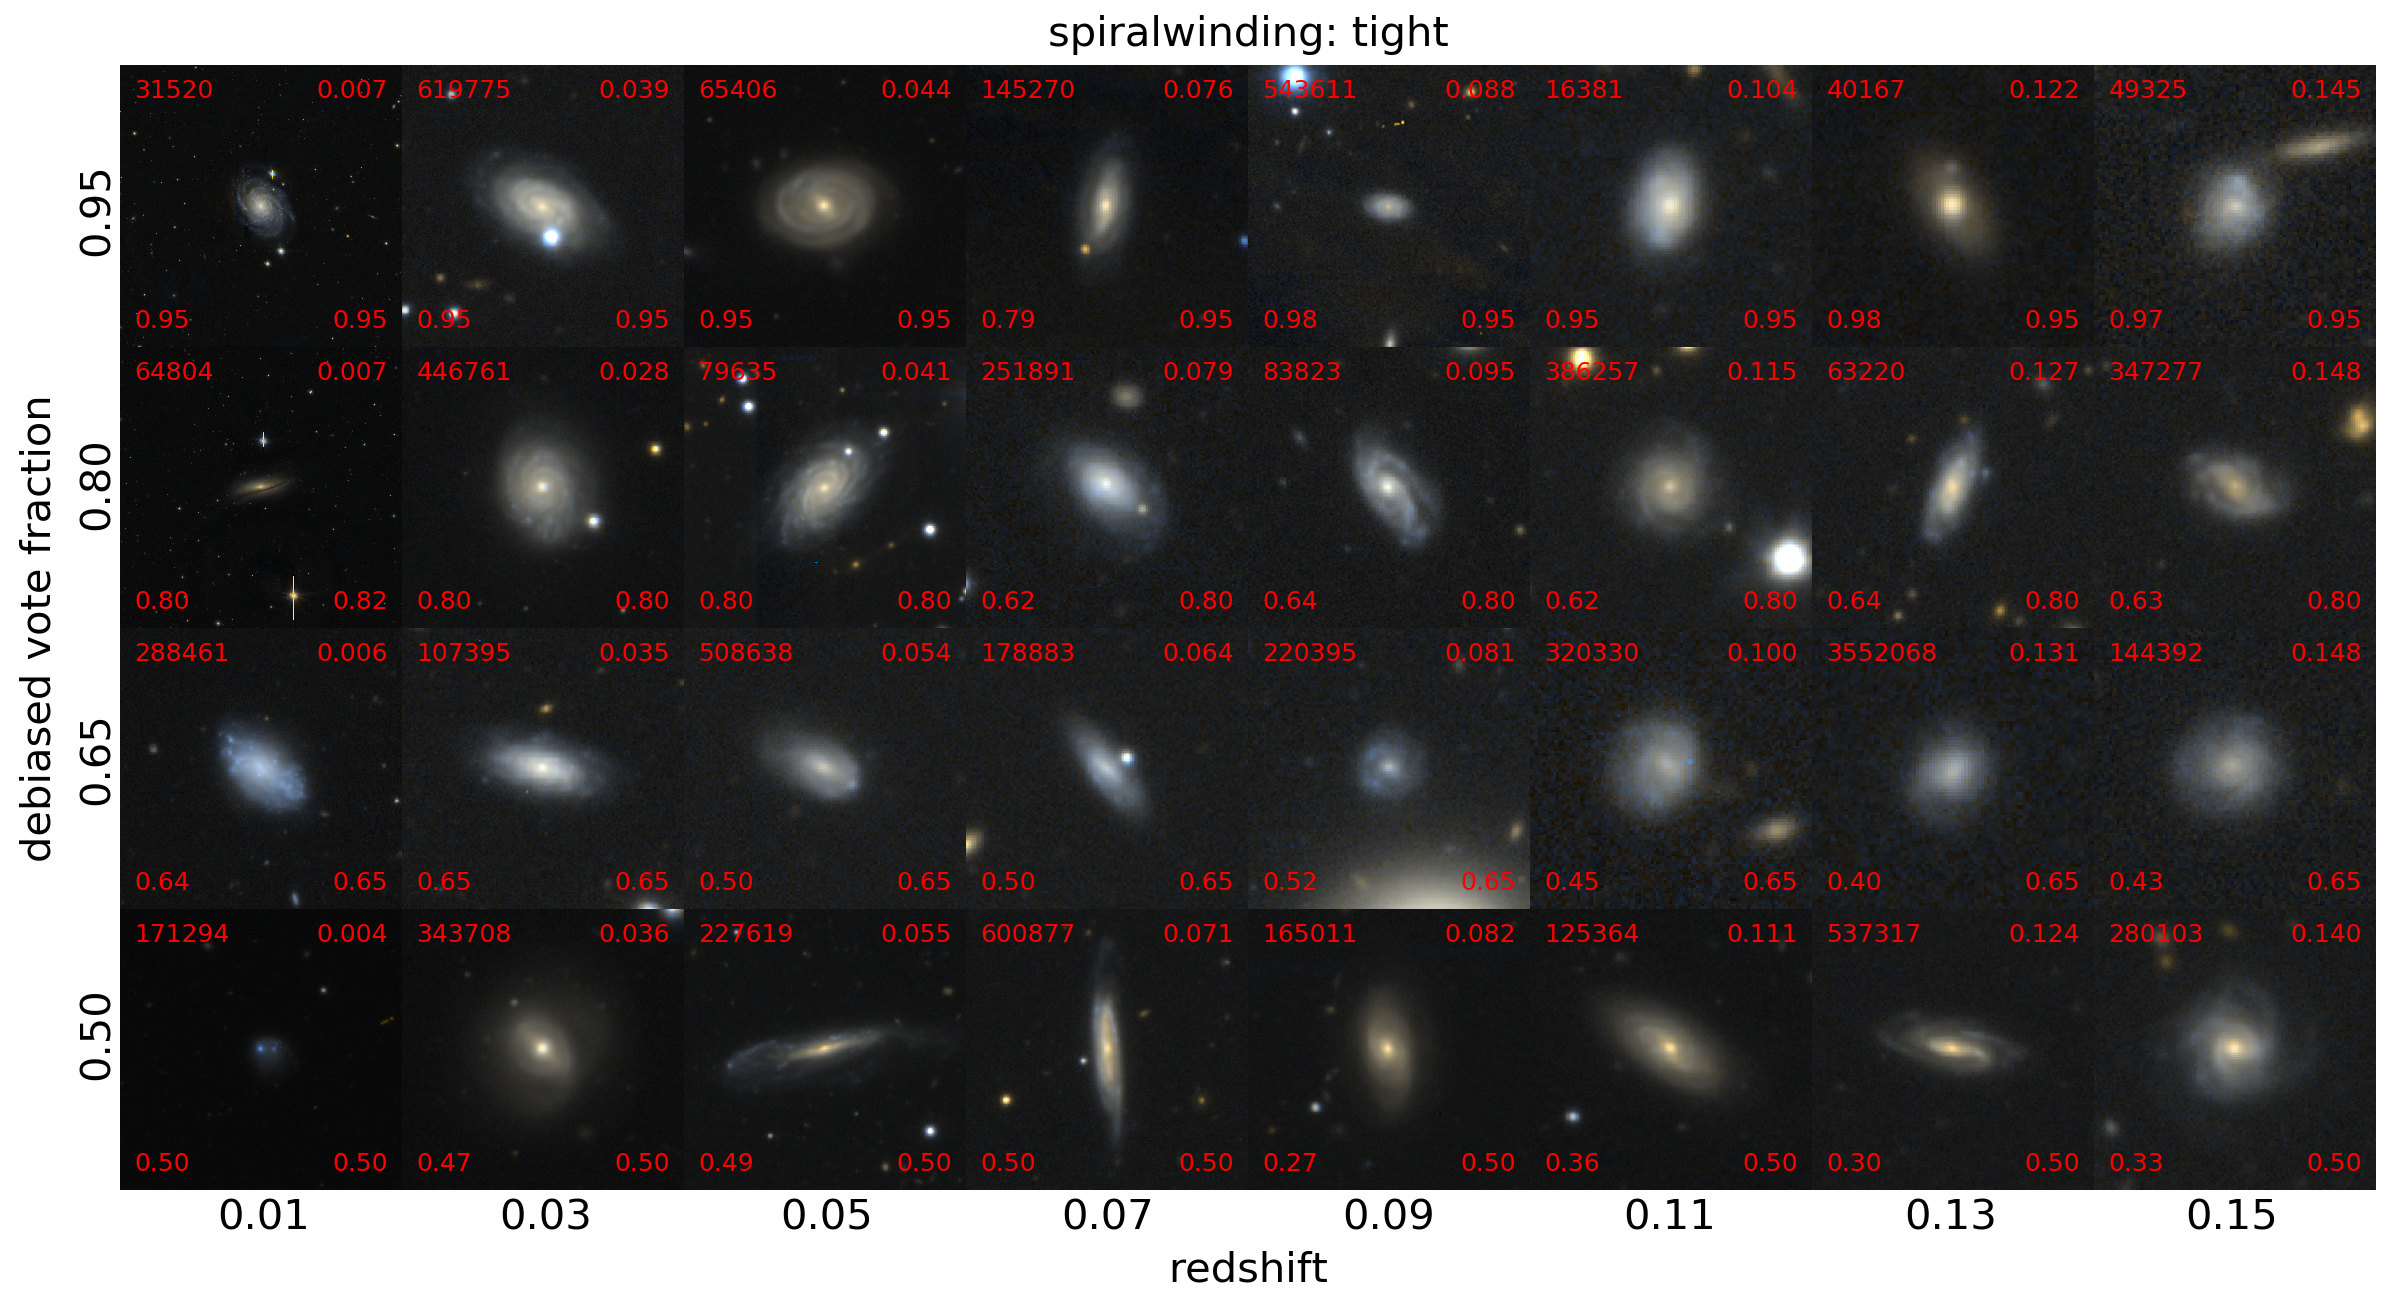 spiralwinding: tight
debiased vote fraction
0.95
31520 0.007 619775 0.039 65406 0.044 145270 0.076 543611 0.088 16381 0.104 40167 0.122 49325 0.145
0.95 0.95 0.95 0.95 0.95 0.95 0.79 0.95 0.98 0.95 0.95 0.95 0.98 0.95 0.97 0.95
0.80
64804 0.007 446761 0.028 79635 0.041 251891 0.079 83823 0.095 386257 0.115 63220 0.127 347277 0.148
0.80 0.82 0.80 0.80 0.80 0.80 0.62 0.80 0.64 0.80 0.62 0.80 0.64 0.80 0.63 0.80
0.65
288461 0.006 107395 0.035 508638 0.054 178883 0.064 220395 0.081 320330 0.100 3552068 0.131 144392 0.148
0.64 0.65 0.65 0.65 0.50 0.65 0.50 0.65 0.52 0.65 0.45 0.65 0.40 0.65 0.43 0.65
0.50
171294 0.004 343708 0.036 227619 0.055 600877 0.071 165011 0.082 125364 0.111 537317 0.124 280103 0.140
0.50 0.50 0.47 0.50 0.49 0.50 0.50 0.50 0.27 0.50 0.36 0.50 0.30 0.50 0.33 0.50
0.01 0.03 0.05 0.07 0.09 0.11 0.13 0.15
redshift